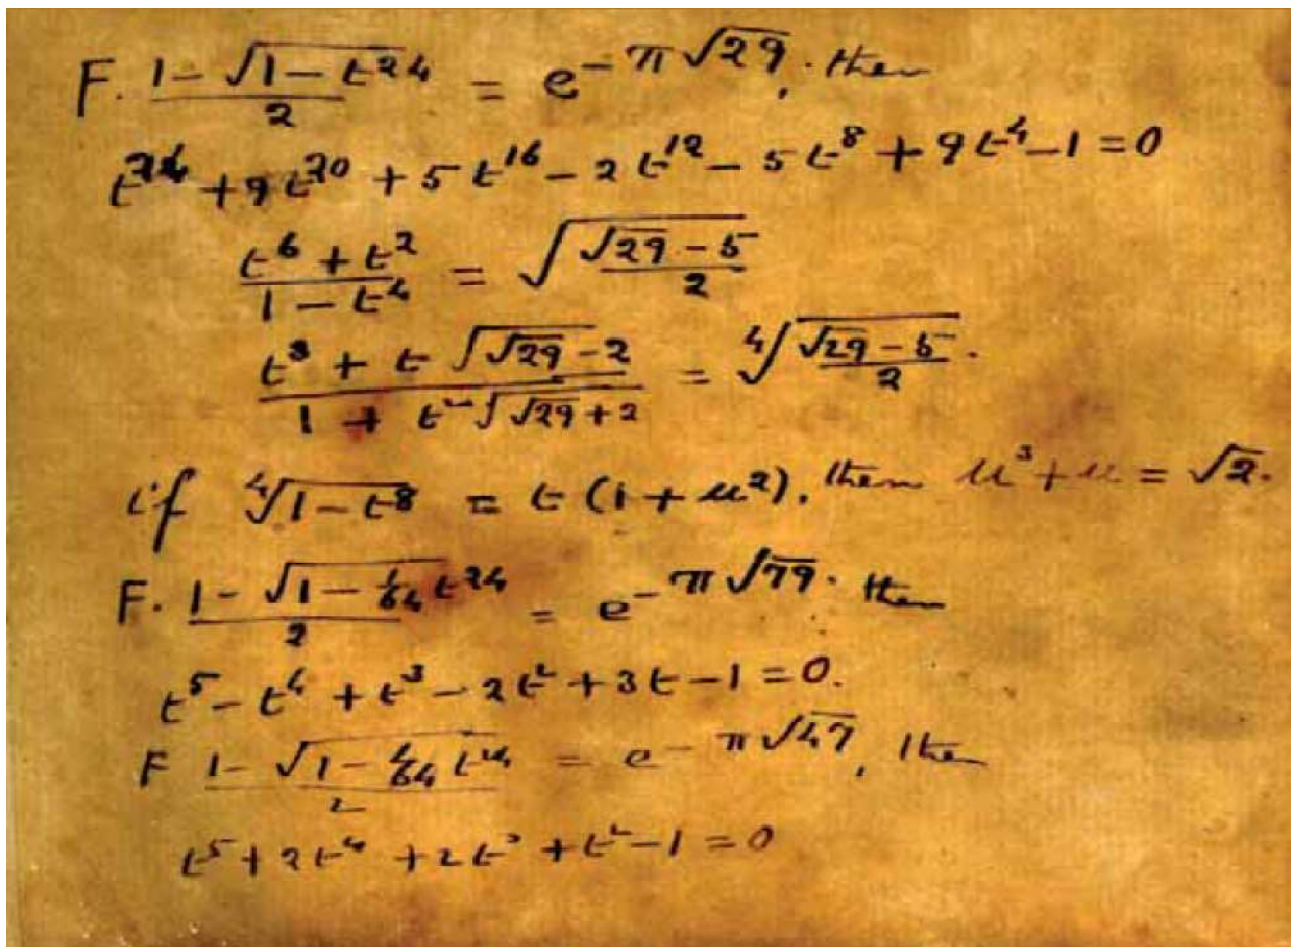 F. (1 - √(1 - t^24))/2 = e^(-π√29). then
t^24 + 9t^20 + 5t^16 - 2t^12 - 5t^8 + 9t^4 - 1 = 0
(t^6 + t^2)/(1 - t^4) = √((√29 - 5)/2)
(t^3 + t√(√29 - 2))/(1 + t^2√(√29 + 2)) = ∜((√29 - 5)/2).
if ∜(1 - t^8) = t(1 + u^2), then u^3 + u = √2.
F. (1 - √(1 - (1/64)t^24))/2 = e^(-π√79). then
t^5 - t^4 + t^3 - 2t^2 + 3t - 1 = 0.
F (1 - √(1 - (1/64)t^24))/2 = e^(-π√47), then
t^5 + 2t^4 + 2t^3 + t^2 - 1 = 0